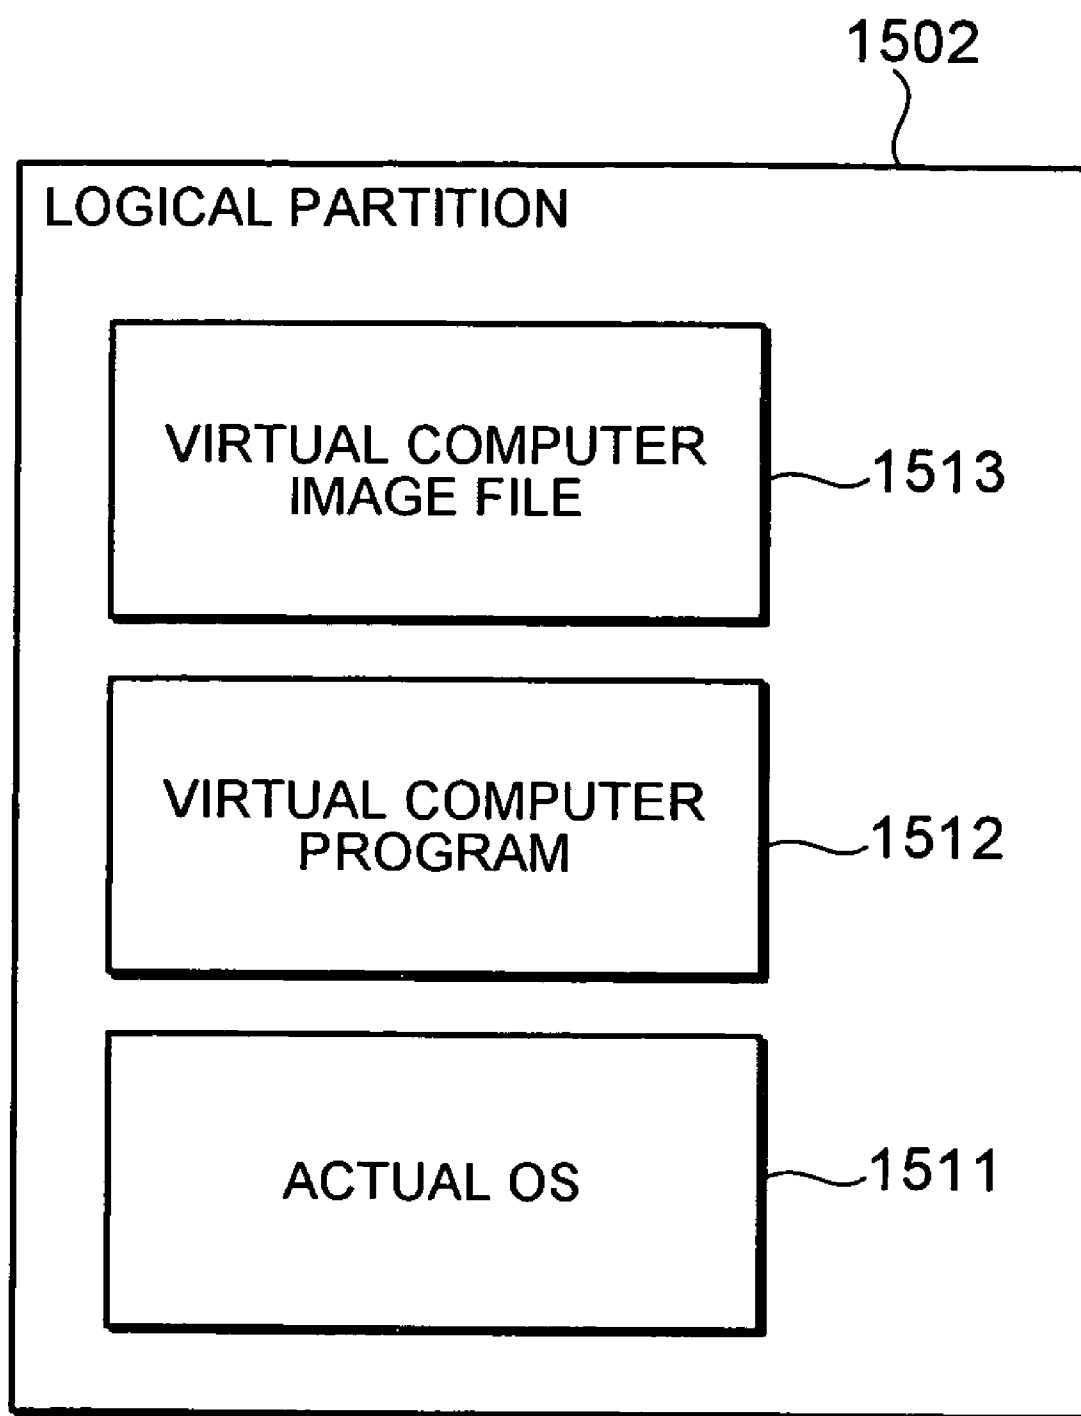 1502
LOGICAL PARTITION
VIRTUAL COMPUTER
IMAGE FILE
1513
VIRTUAL COMPUTER
PROGRAM
1512
ACTUAL OS
1511